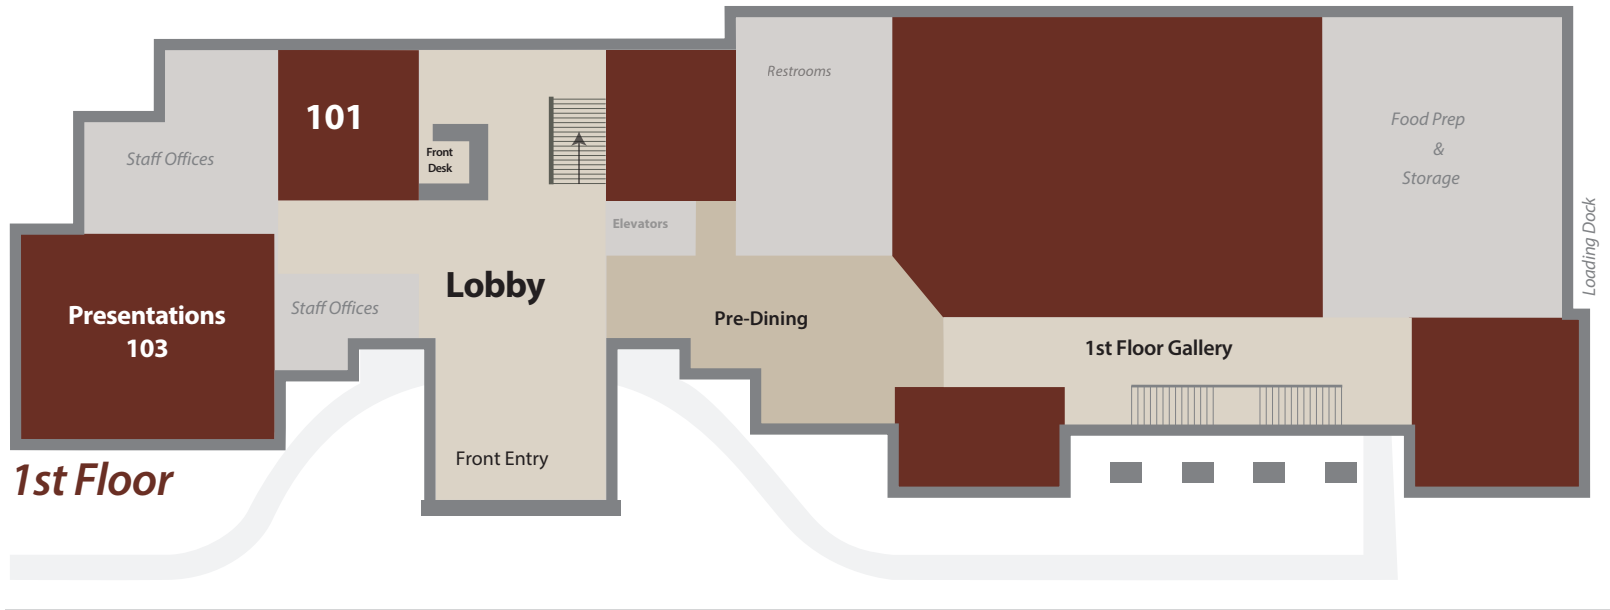 Restrooms
101
Food Prep
&
Storage
Front
Desk
Staff Offices
Elevators
Loading Dock
Lobby
Presentations
103
Staff Offices
Pre-Dining
1st Floor Gallery
Front Entry
1st Floor